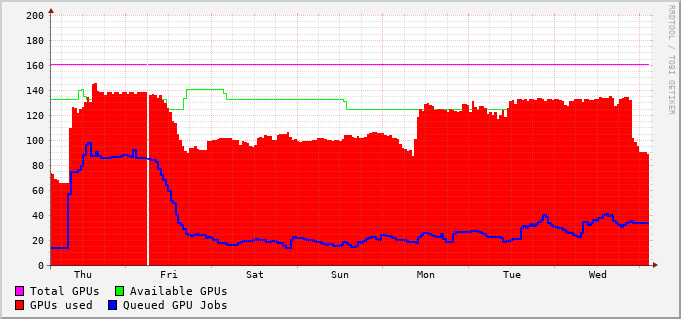 200
180
160
140
120
100
80
60
40
20
0
Thu Fri Sat Sun Mon Tue Wed
RRDTOOL / TOBI OETIKER
Total GPUs Available GPUs
GPUs used Queued GPU Jobs